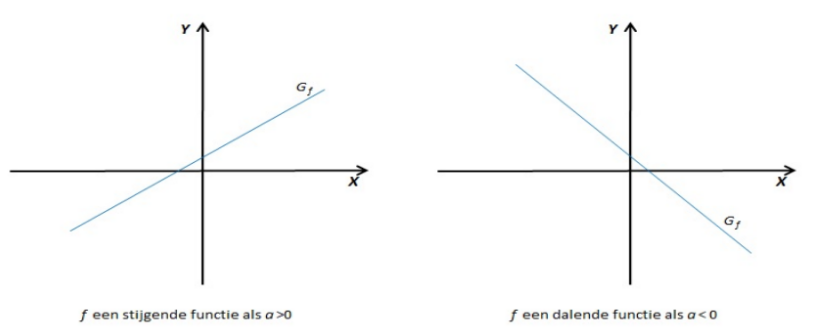 Y
G_f
X
f een stijgende functie als a>0
Y
X
G_f
f een dalende functie als a<0